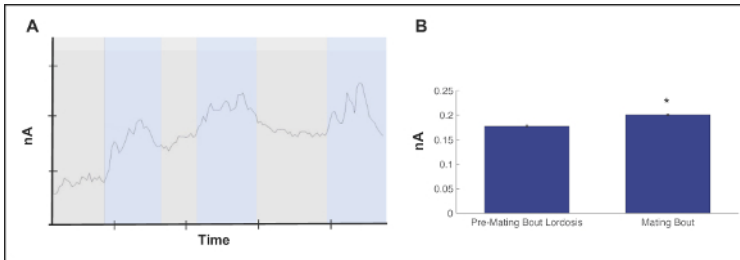 A
nA
Time
B
nA
0.25
0.2
0.15
0.1
0.05
0
*
Pre-Mating Bout Lordosis
Mating Bout